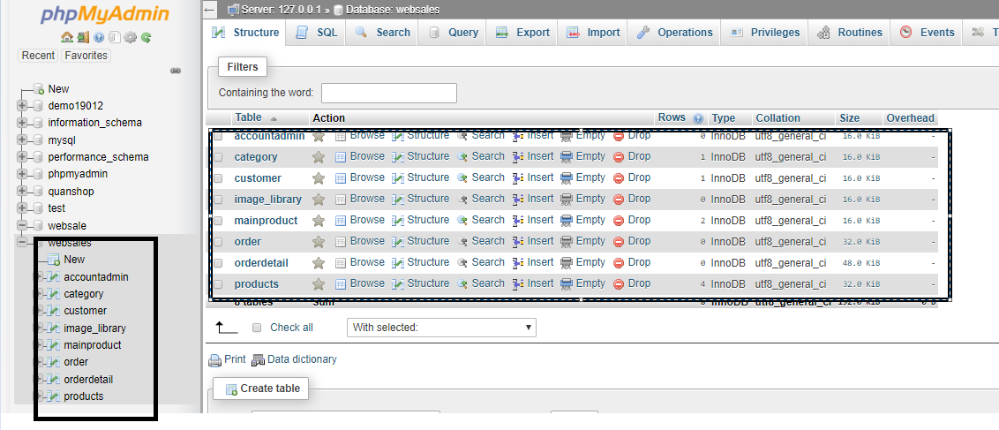 phpMyAdmin
Recent Favorites
New
demo19012
information_schema
mysql
performance_schema
phpmyadmin
quanshop
test
websale
websales
New
accountadmin
category
customer
image_library
mainproduct
order
orderdetail
products
Server: 127.0.0.1 » Database: websales
Structure SQL Search Query Export Import Operations Privileges Routines Events T
Filters
Containing the word:
Table Action Rows Type Collation Size Overhead
accountadmin Browse Structure Search Insert Empty Drop 0 InnoDB utf8_general_ci 16.0 KiB -
category Browse Structure Search Insert Empty Drop 1 InnoDB utf8_general_ci 16.0 KiB -
customer Browse Structure Search Insert Empty Drop 1 InnoDB utf8_general_ci 16.0 KiB -
image_library Browse Structure Search Insert Empty Drop 0 InnoDB utf8_general_ci 16.0 KiB -
mainproduct Browse Structure Search Insert Empty Drop 2 InnoDB utf8_general_ci 16.0 KiB -
order Browse Structure Search Insert Empty Drop 0 InnoDB utf8_general_ci 32.0 KiB -
orderdetail Browse Structure Search Insert Empty Drop 0 InnoDB utf8_general_ci 48.0 KiB -
products Browse Structure Search Insert Empty Drop 4 InnoDB utf8_general_ci 32.0 KiB -
8 tables Sum 8 InnoDB utf8_general_ci 192.0 KiB 0 B
Check all With selected:
Print Data dictionary
Create table